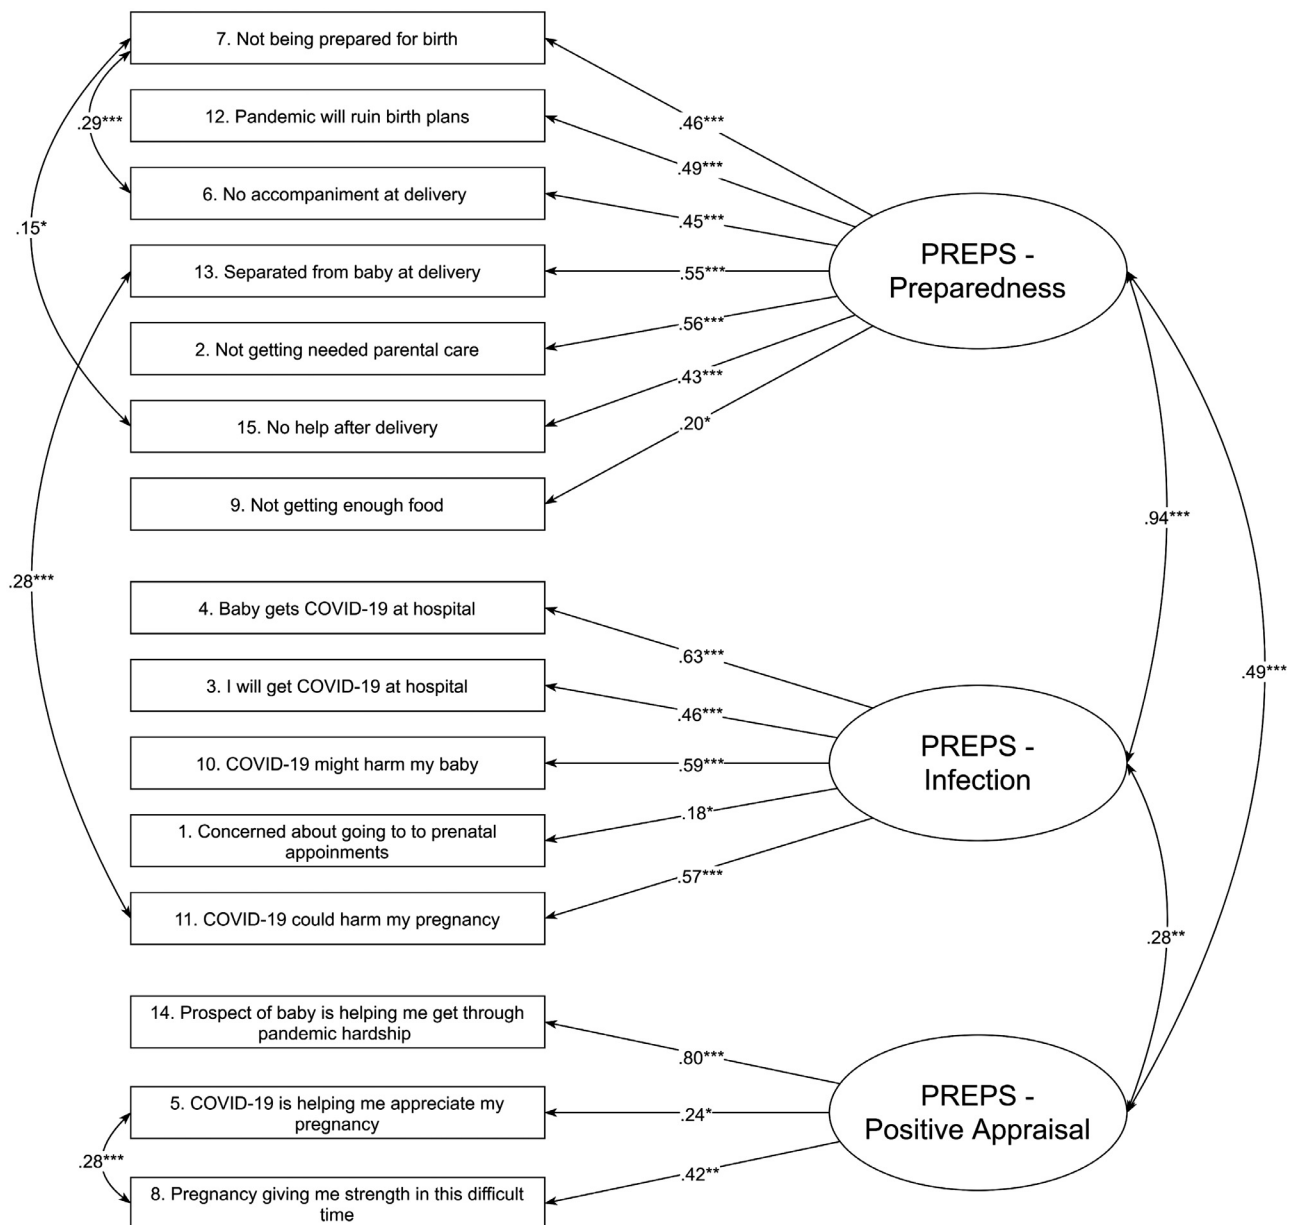 7. Not being prepared for birth
12. Pandemic will ruin birth plans
6. No accompaniment at delivery
13. Separated from baby at delivery
2. Not getting needed parental care
15. No help after delivery
9. Not getting enough food
.29***
.15*
.28***
.46***
.49***
.45***
.55***
.56***
.43***
.20*
PREPS -
Preparedness
4. Baby gets COVID-19 at hospital
3. I will get COVID-19 at hospital
10. COVID-19 might harm my baby
1. Concerned about going to to prenatal
appoinments
11. COVID-19 could harm my pregnancy
.63***
.46***
.59***
.18*
.57***
PREPS -
Infection
.94***
.49***
.28**
14. Prospect of baby is helping me get through
pandemic hardship
5. COVID-19 is helping me appreciate my
pregnancy
8. Pregnancy giving me strength in this difficult
time
.28***
.80***
.24*
.42**
PREPS -
Positive Appraisal